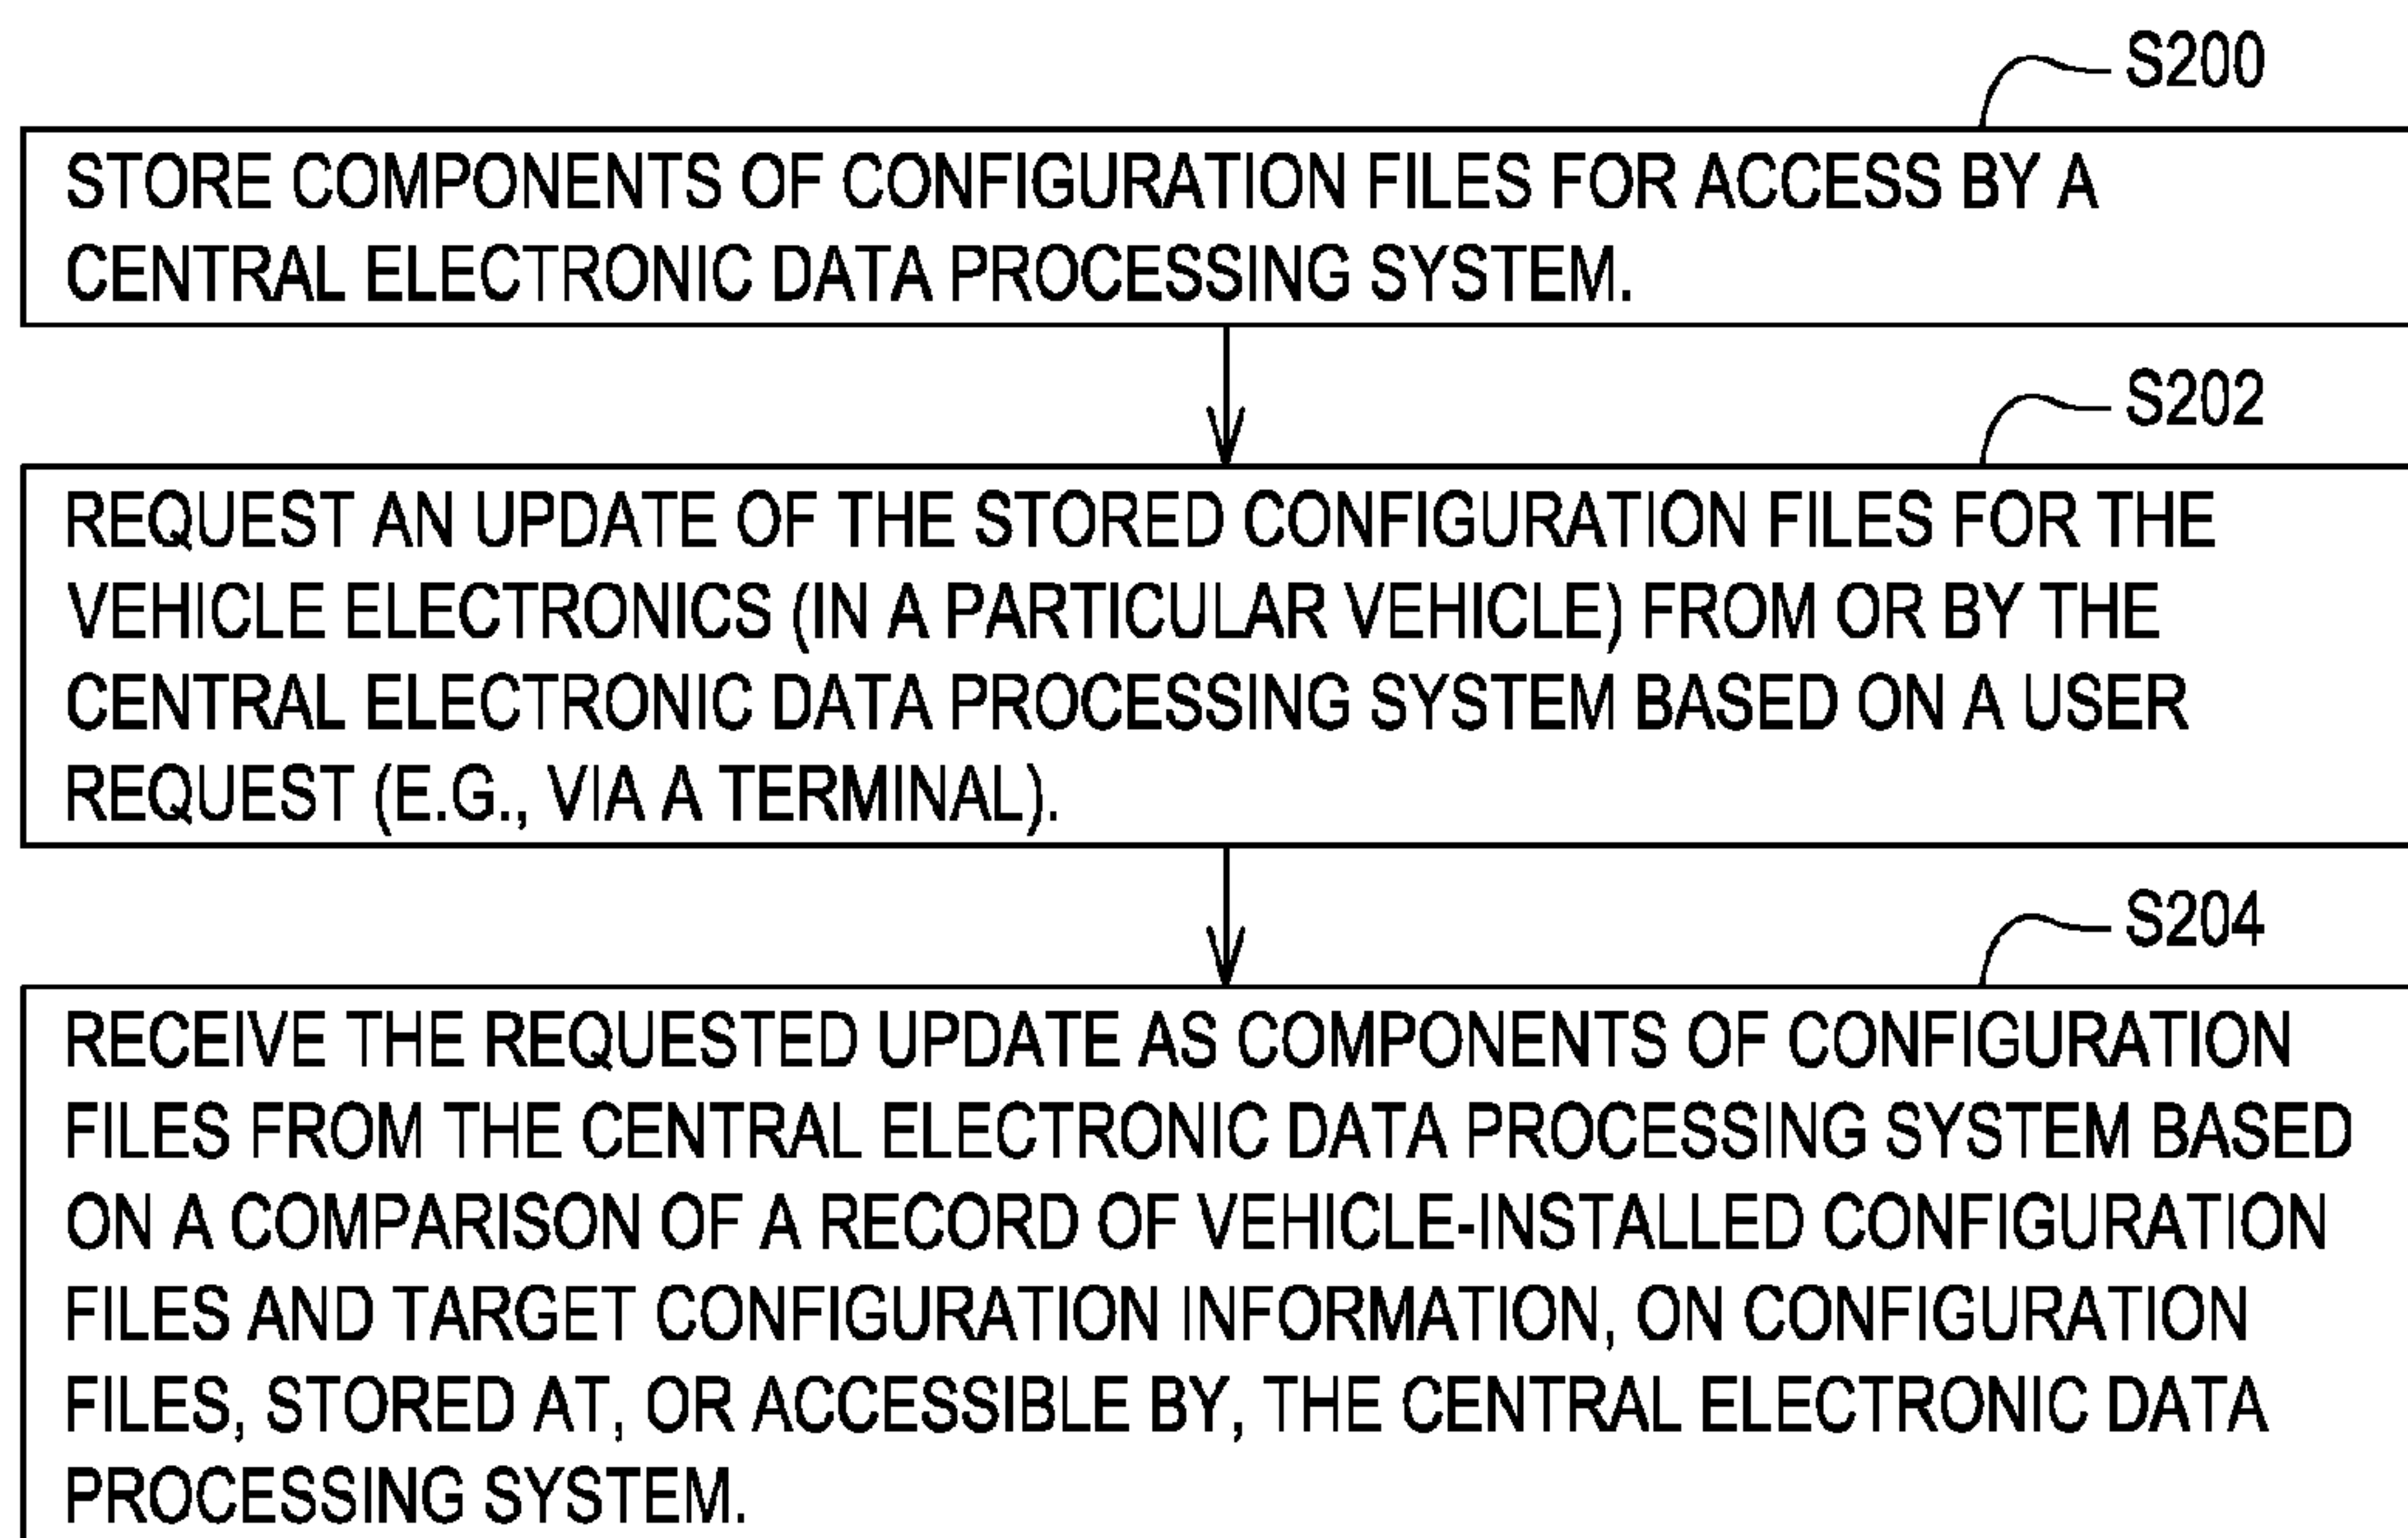 S200
STORE COMPONENTS OF CONFIGURATION FILES FOR ACCESS BY A
CENTRAL ELECTRONIC DATA PROCESSING SYSTEM.
S202
REQUEST AN UPDATE OF THE STORED CONFIGURATION FILES FOR THE
VEHICLE ELECTRONICS (IN A PARTICULAR VEHICLE) FROM OR BY THE
CENTRAL ELECTRONIC DATA PROCESSING SYSTEM BASED ON A USER
REQUEST (E.G., VIA A TERMINAL).
S204
RECEIVE THE REQUESTED UPDATE AS COMPONENTS OF CONFIGURATION
FILES FROM THE CENTRAL ELECTRONIC DATA PROCESSING SYSTEM BASED
ON A COMPARISON OF A RECORD OF VEHICLE-INSTALLED CONFIGURATION
FILES AND TARGET CONFIGURATION INFORMATION, ON CONFIGURATION
FILES, STORED AT, OR ACCESSIBLE BY, THE CENTRAL ELECTRONIC DATA
PROCESSING SYSTEM.